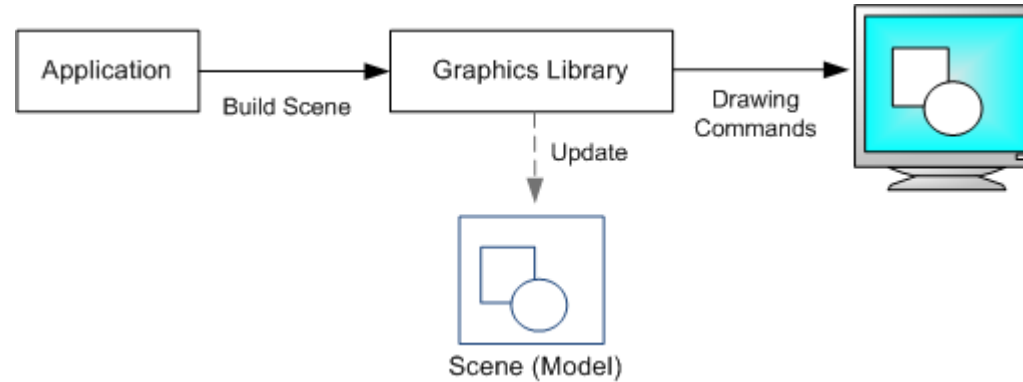 Application
Build Scene
Graphics Library
Drawing
Commands
Update
Scene (Model)